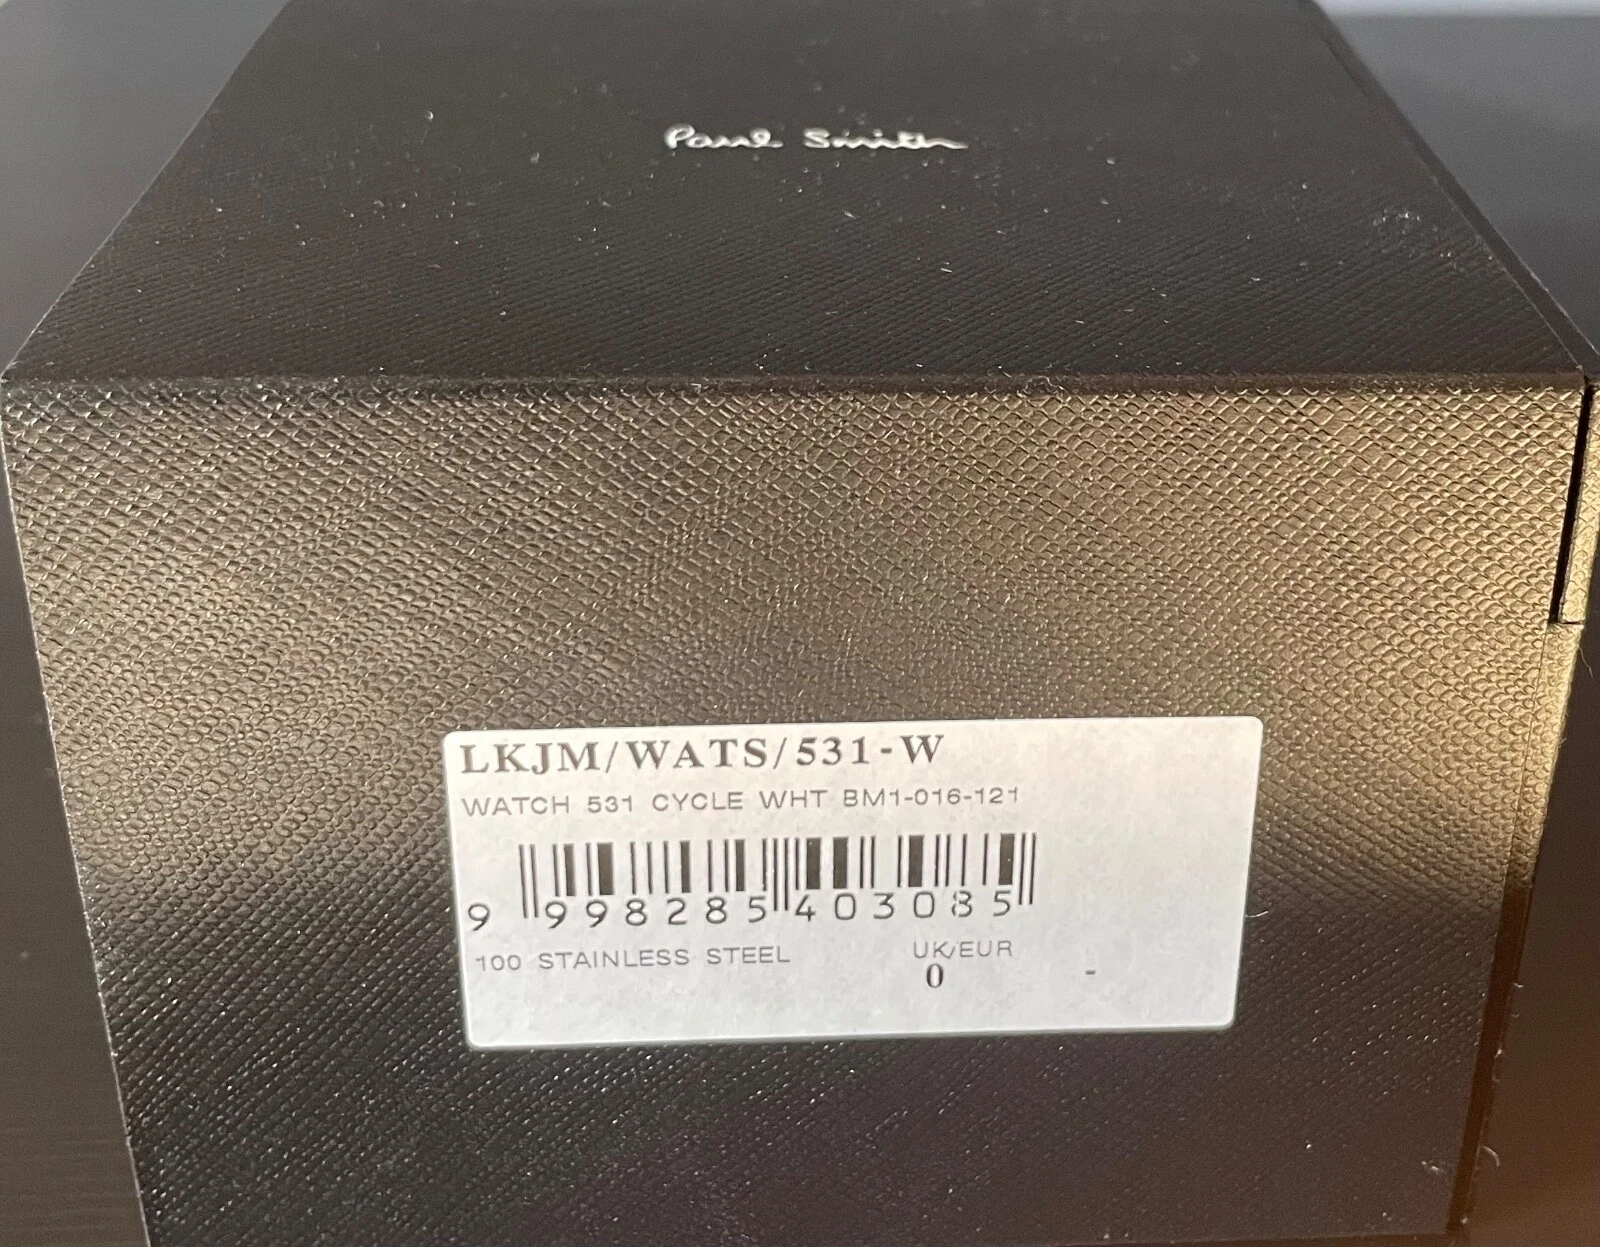 Paul Smith
LKJM/WATS/531-W
WATCH 531 CYCLE WHT BM1-016-121
9 998285 403085
100 STAINLESS STEEL UK/EUR
0 -